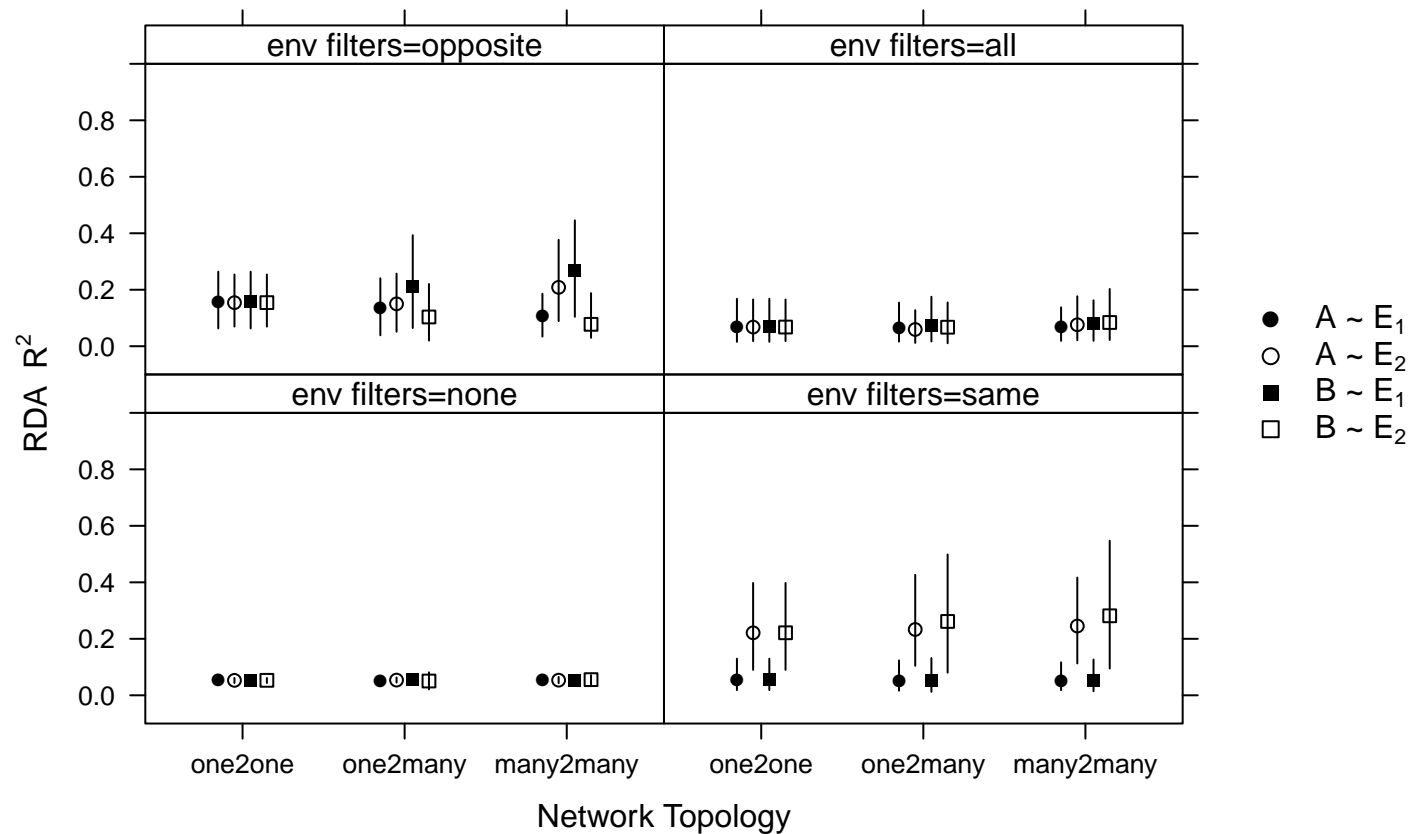 env filters=opposite
env filters=all
0.8
0.6
0.4
0.2
0.0
env filters=none
env filters=same
0.8
0.6
0.4
0.2
0.0
RDA R²
one2one one2many many2many one2one one2many many2many
Network Topology
A ~ E₁
A ~ E₂
B ~ E₁
B ~ E₂